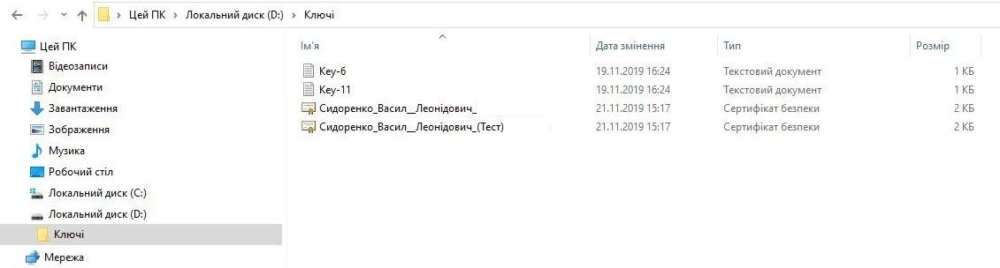 Цей ПК > Локальний диск (D:) > Ключі
Цей ПК
Відеозаписи
Документи
Завантаження
Зображення
Музика
Робочий стіл
Локальний диск (C:)
Локальний диск (D:)
Ключі
Мережа
Ім'я Дата змінення Тип Розмір
Key-6 19.11.2019 16:24 Текстовий документ 1 КБ
Key-11 19.11.2019 16:24 Текстовий документ 1 КБ
Сидоренко_Васил__Леонідович_ 21.11.2019 15:17 Сертифікат безпеки 2 КБ
Сидоренко_Васил__Леонідович_(Тест) 21.11.2019 15:17 Сертифікат безпеки 2 КБ